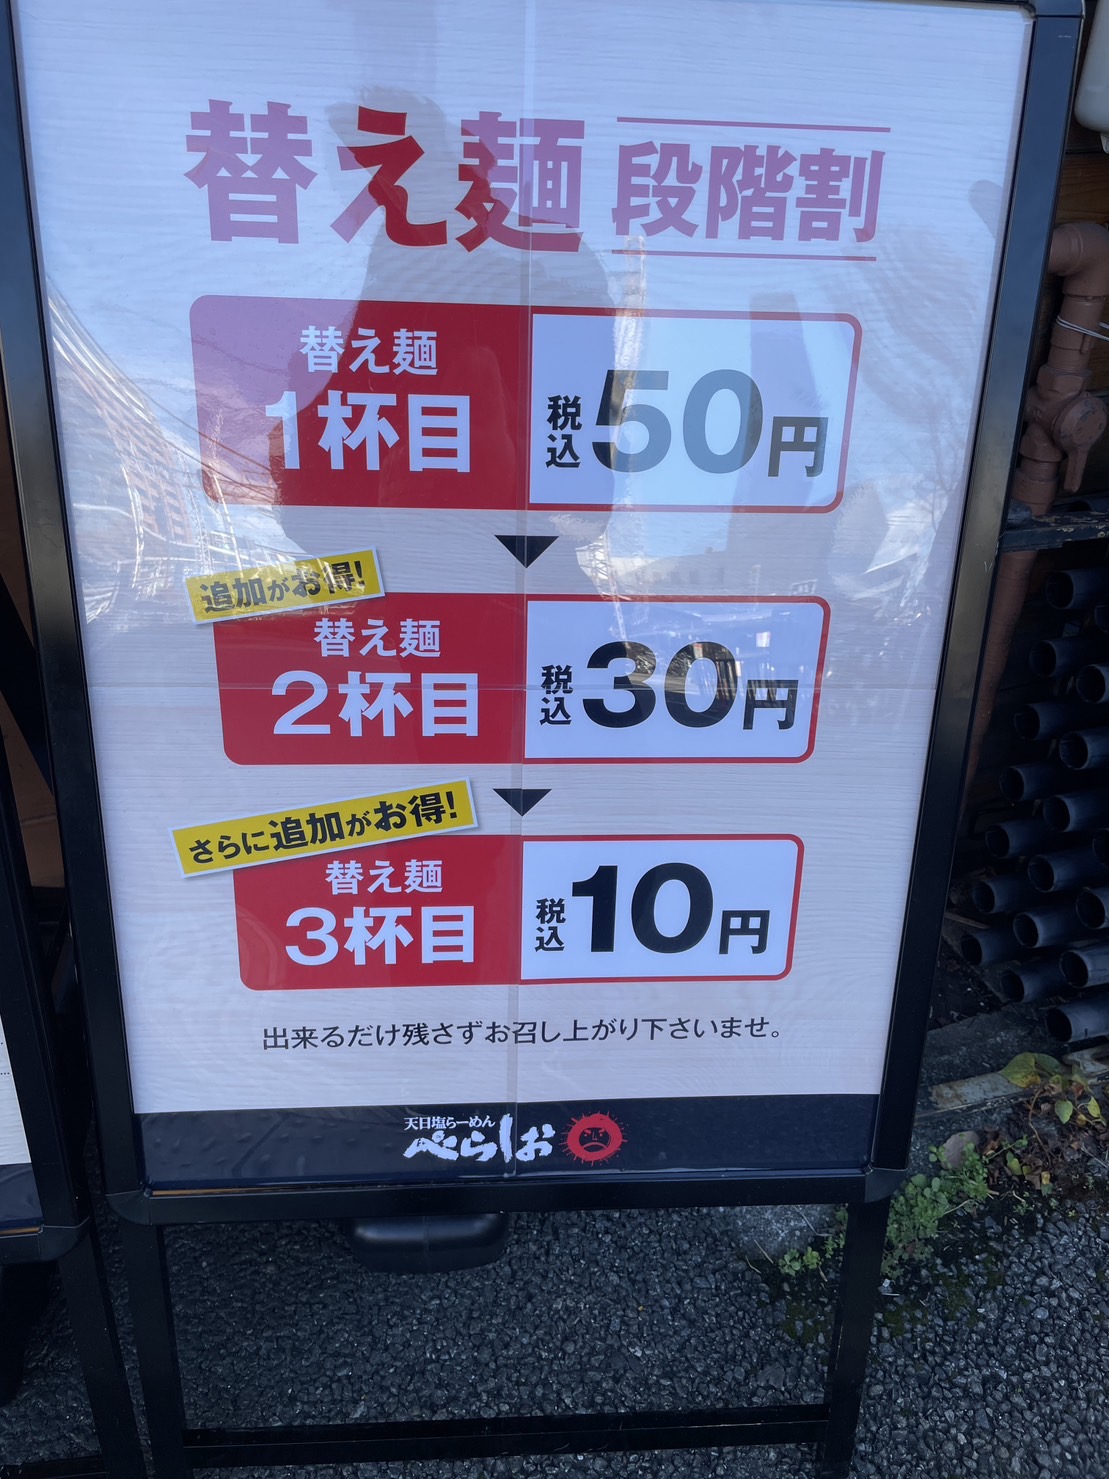 替え麺 段階割
替え麺
1杯目
税込50円
追加がお得!
替え麺
2杯目
税込30円
さらに追加がお得!
替え麺
3杯目
税込10円
出来るだけ残さずお召し上がり下さいませ。
天日塩らーめん
べらしお